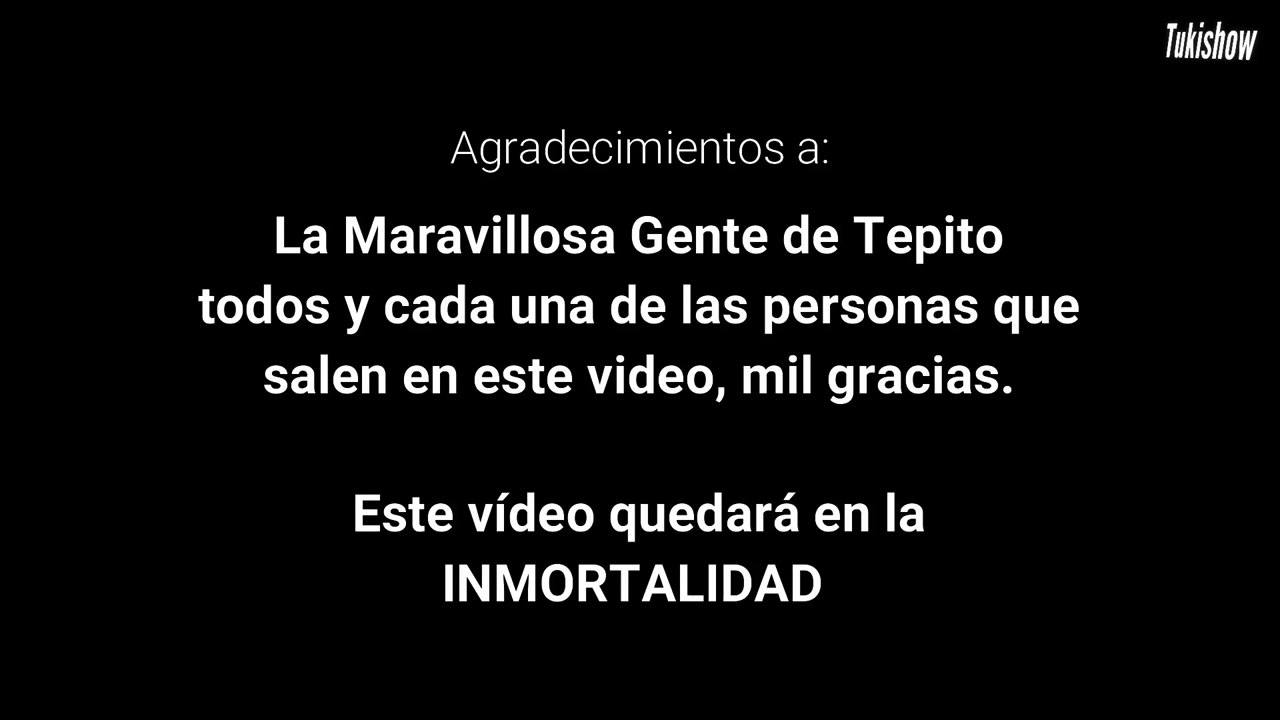 Tukishow
Agradecimientos a:
La Maravillosa Gente de Tepito
todos y cada una de las personas que
salen en este video, mil gracias.
Este vídeo quedará en la
INMORTALIDAD